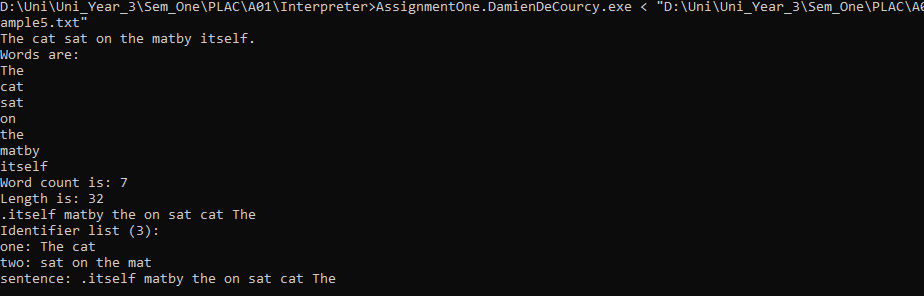 D:\Uni\Uni_Year_3\Sem_One\PLAC\A01\Interpreter>AssignmentOne.DamienDeCourcy.exe < "D:\Uni\Uni_Year_3\Sem_One\PLAC\A0
ample5.txt"
The cat sat on the matby itself.
Words are:
The
cat
sat
on
the
matby
itself
Word count is: 7
Length is: 32
.itself matby the on sat cat The
Identifier list (3):
one: The cat
two: sat on the mat
sentence: .itself matby the on sat cat The